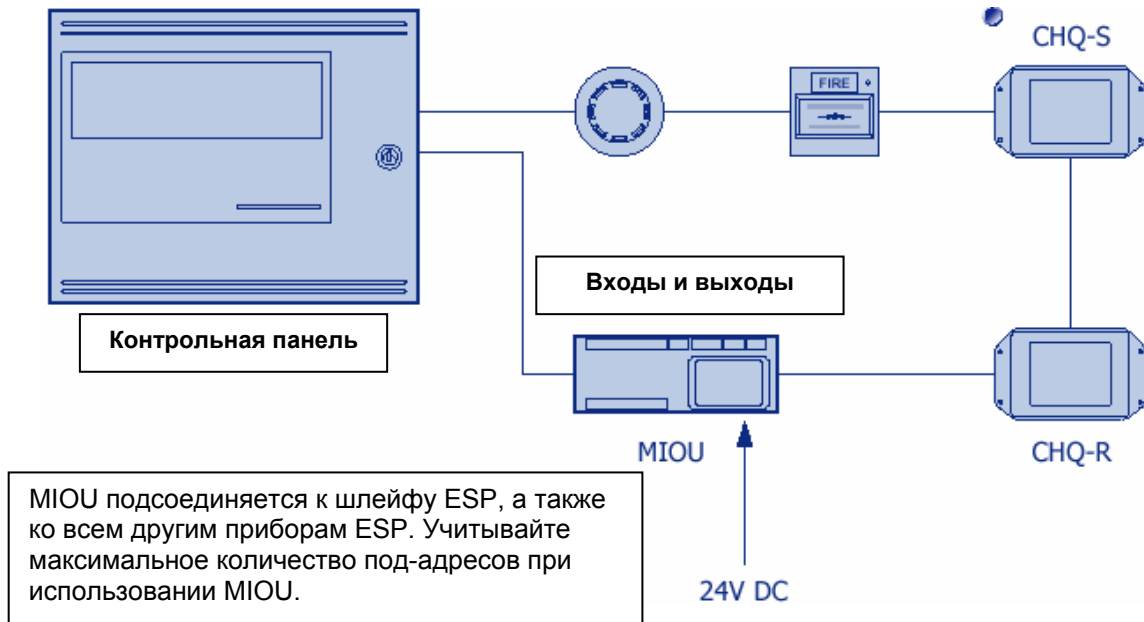 CHQ-S
FIRE
Входы и выходы
Контрольная панель
MIOU
CHQ-R
MIOU подсоединяется к шлейфу ESP, а также
ко всем другим приборам ESP. Учитывайте
максимальное количество под-адресов при
использовании MIOU.
24V DC